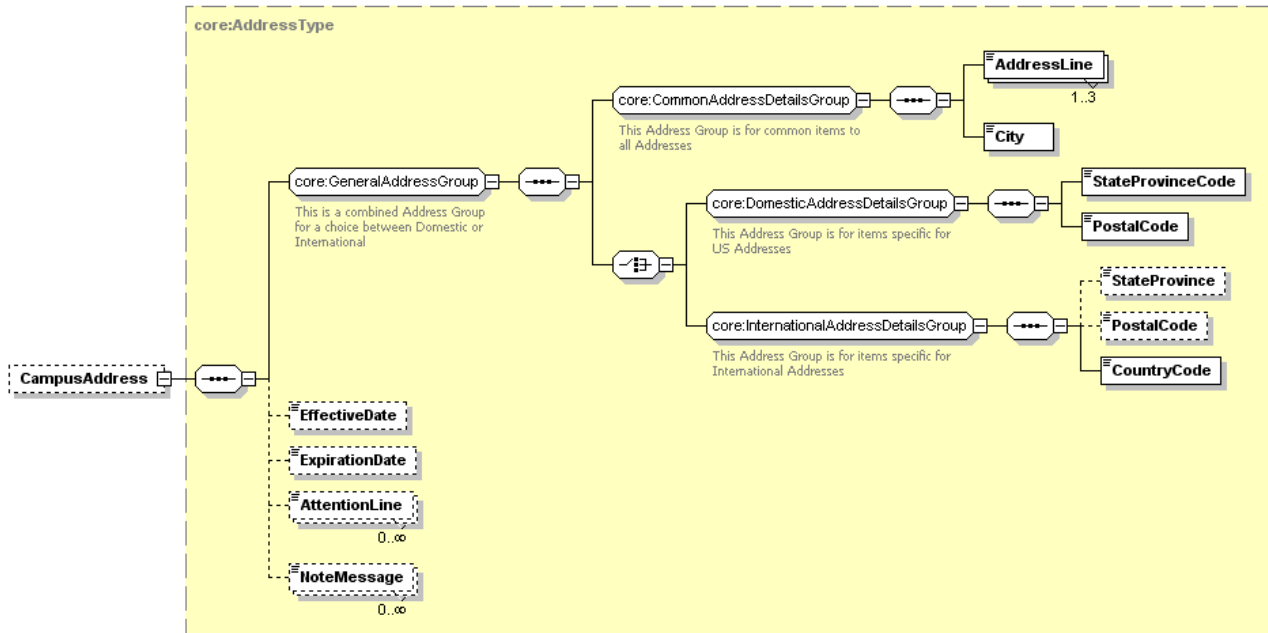 core:AddressType
AddressLine
1..3
core:CommonAddressDetailsGroup
This Address Group is for common items to
all Addresses
City
core:GeneralAddressGroup
This is a combined Address Group
for a choice between Domestic or
International
StateProvinceCode
core:DomesticAddressDetailsGroup
This Address Group is for items specific for
US Addresses
PostalCode
StateProvince
core:InternationalAddressDetailsGroup
This Address Group is for items specific for
International Addresses
PostalCode
CountryCode
CampusAddress
EffectiveDate
ExpirationDate
AttentionLine
0..∞
NoteMessage
0..∞